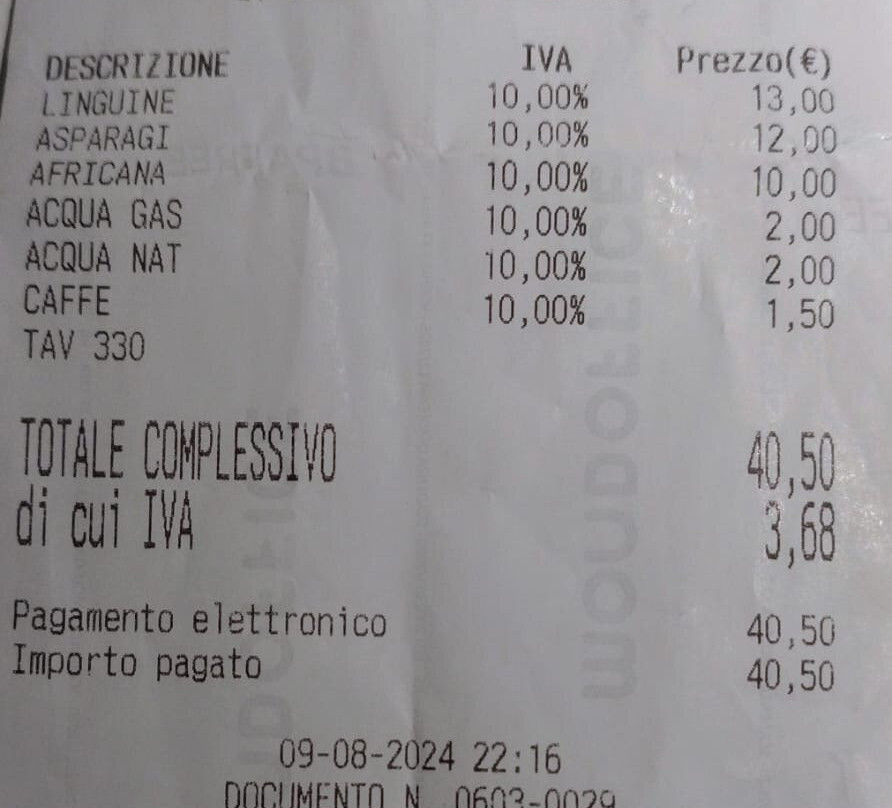 DESCRIZIONE IVA Prezzo(€)
LINGUINE 10,00% 13,00
ASPARAGI 10,00% 12,00
AFRICANA 10,00% 10,00
ACQUA GAS 10,00% 2,00
ACQUA NAT 10,00% 2,00
CAFFE 10,00% 1,50
TAV 330
TOTALE COMPLESSIVO 40,50
di cui IVA 3,68
Pagamento elettronico 40,50
Importo pagato 40,50
09-08-2024 22:16
DOCUMENTO N. 0603-0029